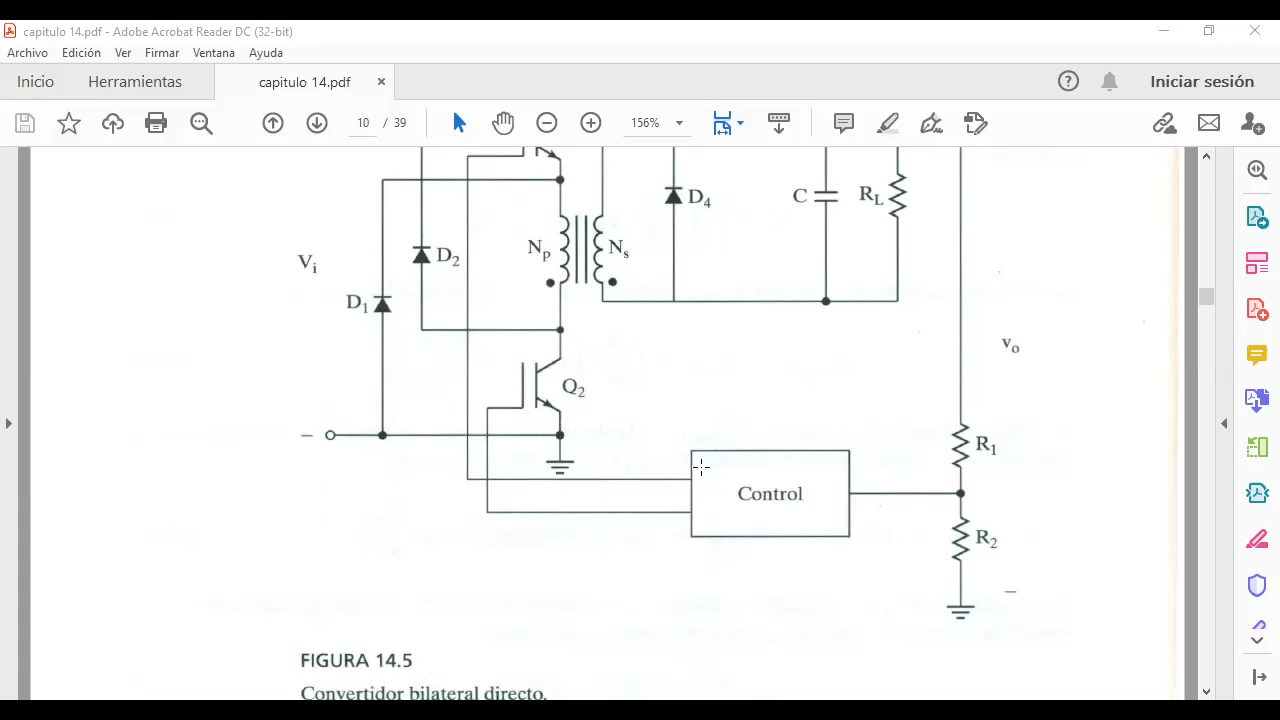 capitulo 14.pdf - Adobe Acrobat Reader DC (32-bit)
Archivo Edición Ver Firmar Ventana Ayuda
Inicio Herramientas capitulo 14.pdf × Iniciar sesión
10 / 39 156%
D4 C RL
Np Ns
Vi D2
D1
vo
Q2
R1
−
Control
R2
−
FIGURA 14.5
Convertidor bilateral directo.